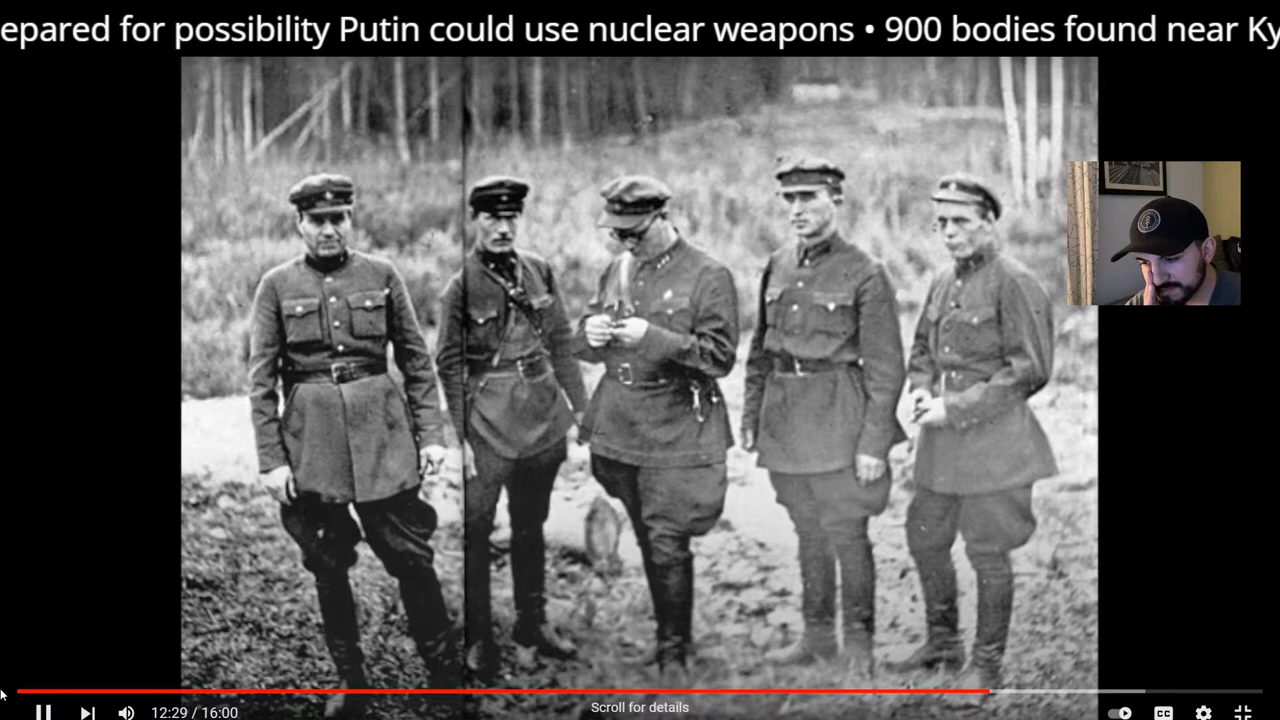 epared for possibility Putin could use nuclear weapons • 900 bodies found near Ky
12:29 / 16:00
Scroll for details
CC